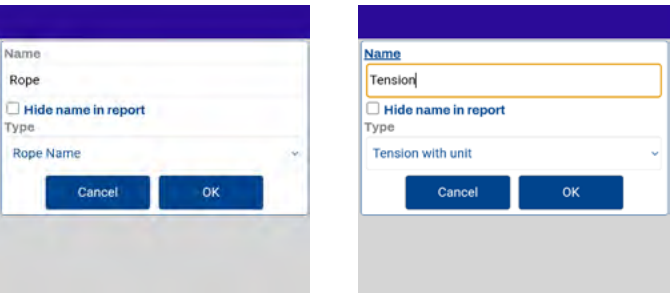 Name
Rope
Hide name in report
Type
Rope Name
Cancel OK
Name
Tension
Hide name in report
Type
Tension with unit
Cancel OK